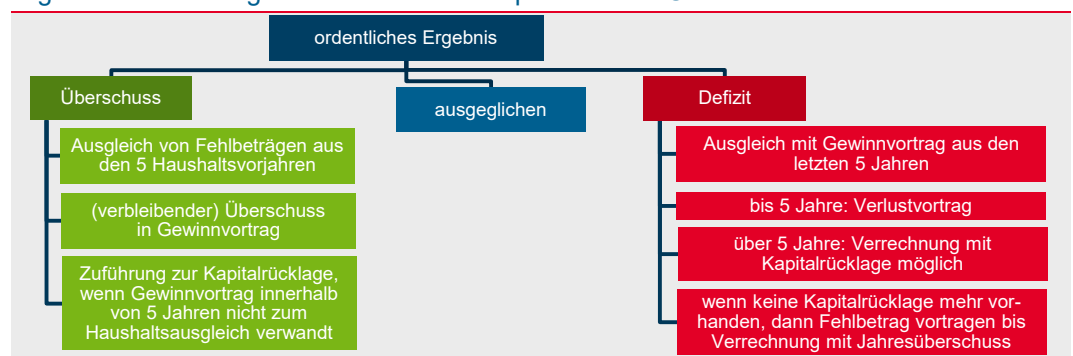 ordentliches Ergebnis
Überschuss
Ausgleich von Fehlbeträgen aus
den 5 Haushaltsvorjahren
(verbleibender) Überschuss
in Gewinnvortrag
Zuführung zur Kapitalrücklage,
wenn Gewinnvortrag innerhalb
von 5 Jahren nicht zum
Haushaltsausgleich verwandt
ausgeglichen
Defizit
Ausgleich mit Gewinnvortrag aus den
letzten 5 Jahren
bis 5 Jahre: Verlustvortrag
über 5 Jahre: Verrechnung mit
Kapitalrücklage möglich
wenn keine Kapitalrücklage mehr vor-
handen, dann Fehlbetrag vortragen bis
Verrechnung mit Jahresüberschuss